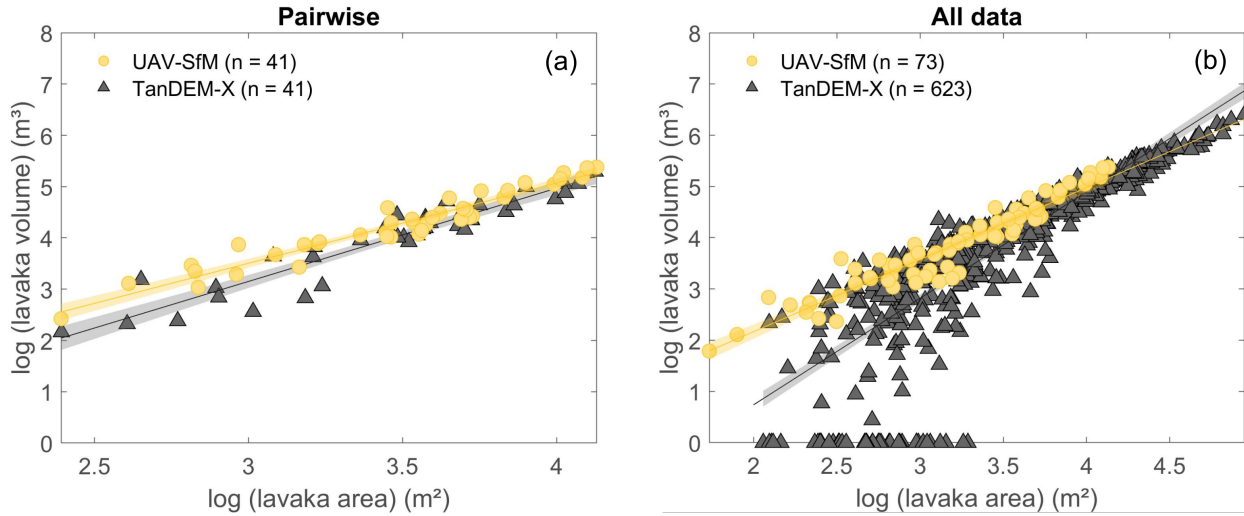 Pairwise
8
7
6
5
4
3
2
1
0
log (lavaka volume) (m³)
UAV-SfM (n = 41)
TanDEM-X (n = 41)
(a)
2.5
3
3.5
4
log (lavaka area) (m²)
All data
8
7
6
5
4
3
2
1
0
log (lavaka volume) (m³)
UAV-SfM (n = 73)
TanDEM-X (n = 623)
(b)
2
2.5
3
3.5
4
4.5
log (lavaka area) (m²)